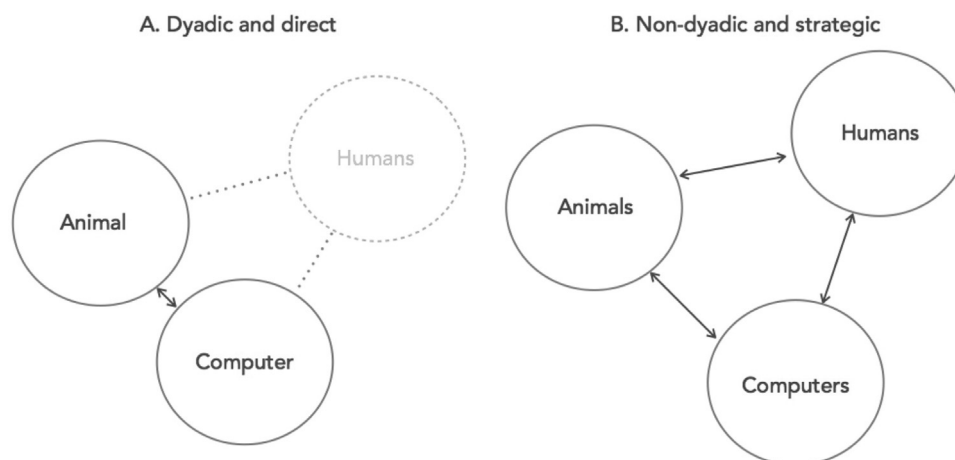 A. Dyadic and direct
Humans
Animal
Computer
B. Non-dyadic and strategic
Humans
Animals
Computers